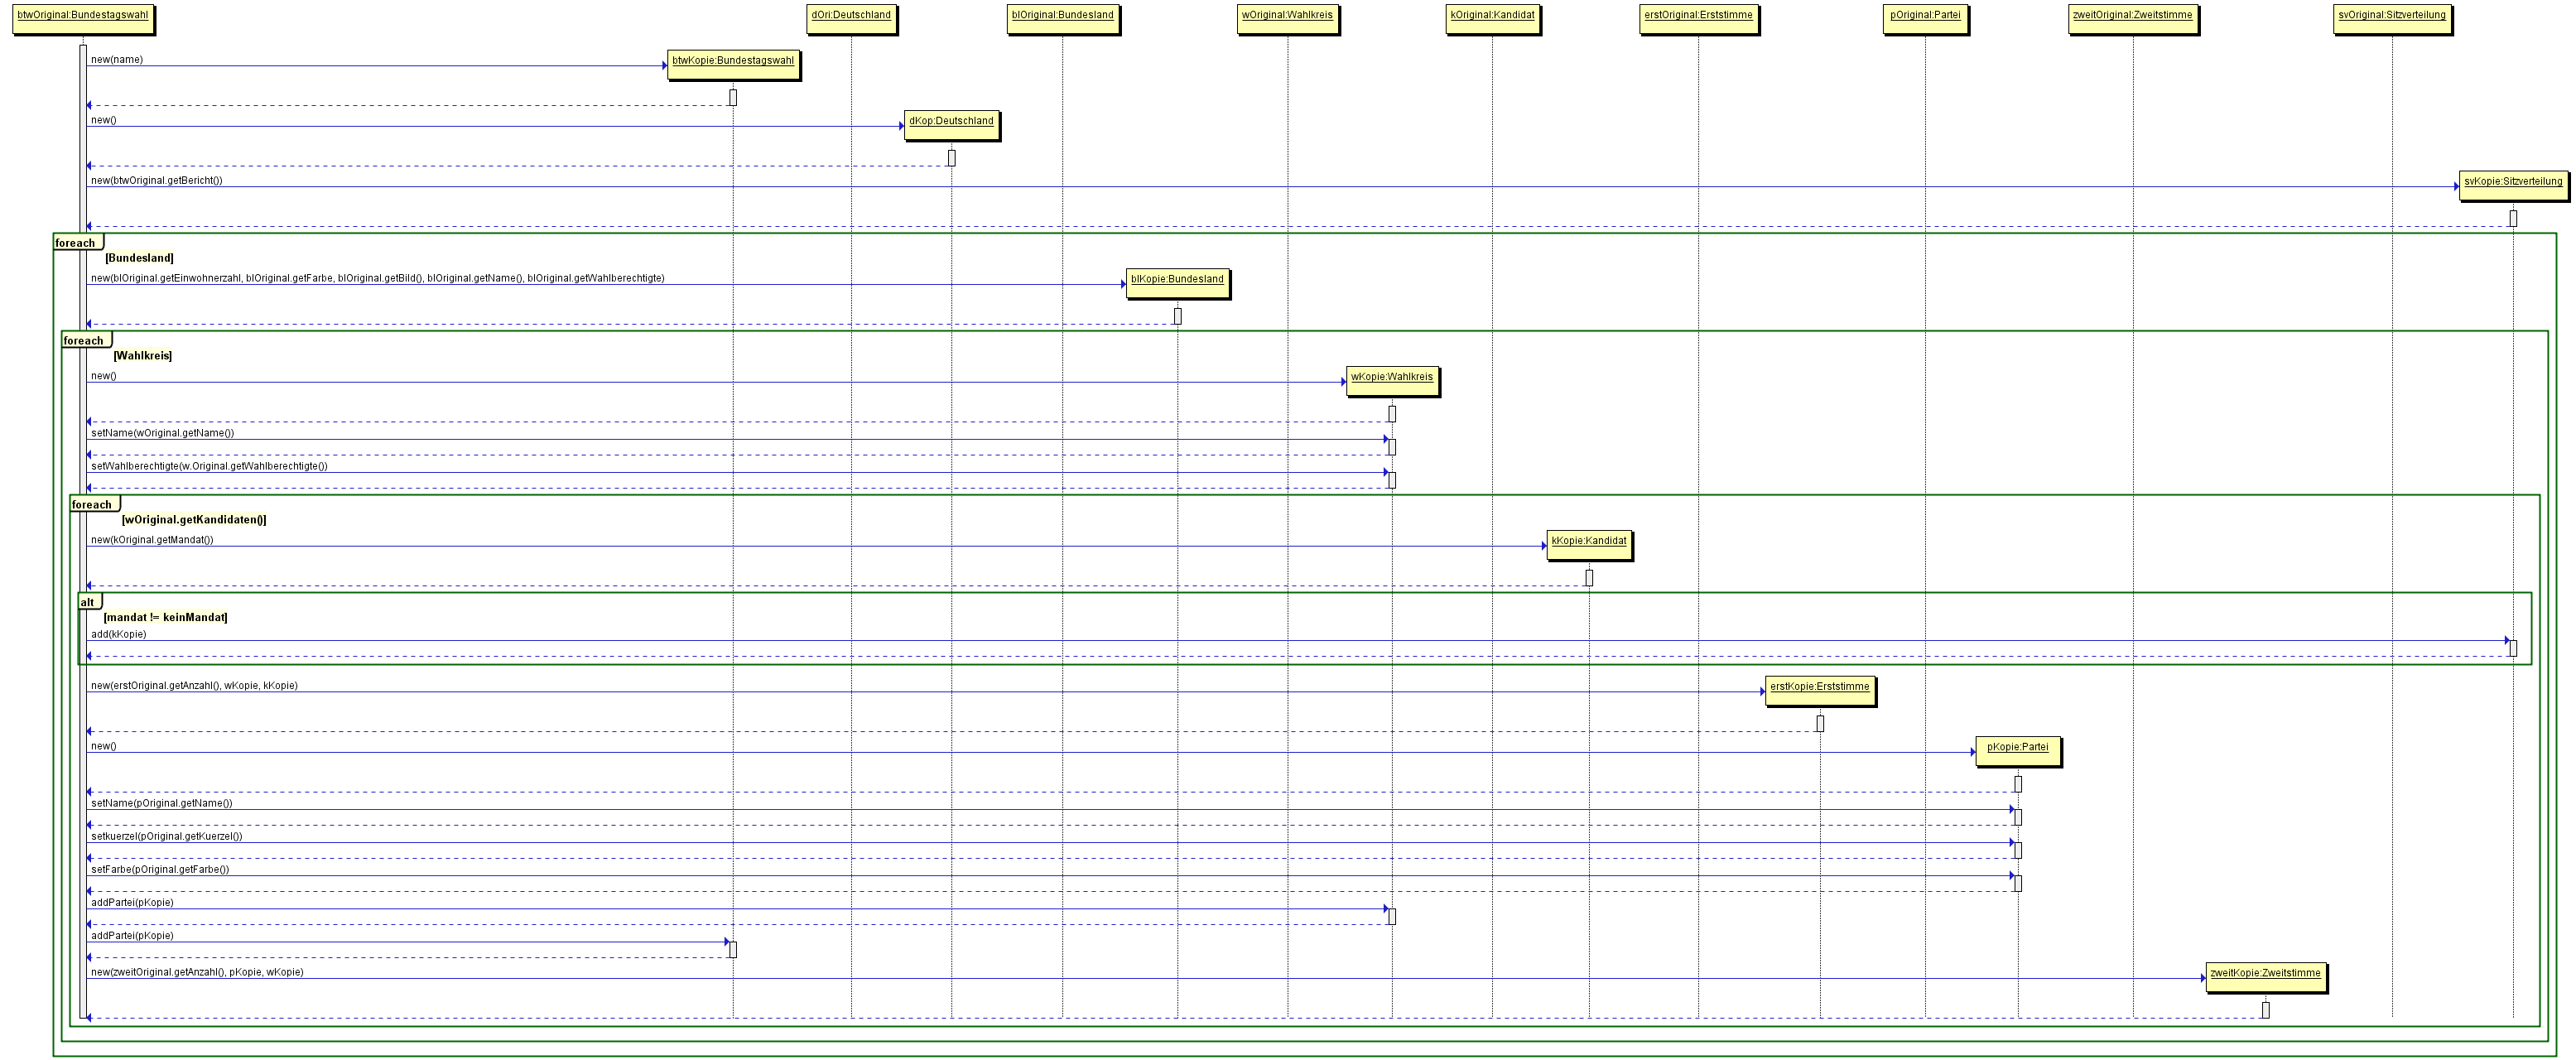 btwOriginal:Bundestagswahl
dOri:Deutschland
blOriginal:Bundesland
wOriginal:Wahlkreis
kOriginal:Kandidat
erstOriginal:Erststimme
pOriginal:Partei
zweitOriginal:Zweitstimme
svOriginal:Sitzverteilung
new(name)
btwKopie:Bundestagswahl
new()
dKop:Deutschland
new(btwOriginal.getBericht())
svKopie:Sitzverteilung
foreach
[Bundesland]
new(blOriginal.getEinwohnerzahl, blOriginal.getFarbe, blOriginal.getBild(), blOriginal.getName(), blOriginal.getWahlberechtigte)
blKopie:Bundesland
foreach
[Wahlkreis]
new()
wKopie:Wahlkreis
setName(wOriginal.getName())
setWahlberechtigte(w.Original.getWahlberechtigte())
foreach
[wOriginal.getKandidaten()]
new(kOriginal.getMandat())
kKopie:Kandidat
alt
[mandat != keinMandat]
add(kKopie)
new(erstOriginal.getAnzahl(), wKopie, kKopie)
erstKopie:Erststimme
new()
pKopie:Partei
setName(pOriginal.getName())
setkuerzel(pOriginal.getKuerzel())
setFarbe(pOriginal.getFarbe())
addPartei(pKopie)
addPartei(pKopie)
new(zweitOriginal.getAnzahl(), pKopie, wKopie)
zweitKopie:Zweitstimme